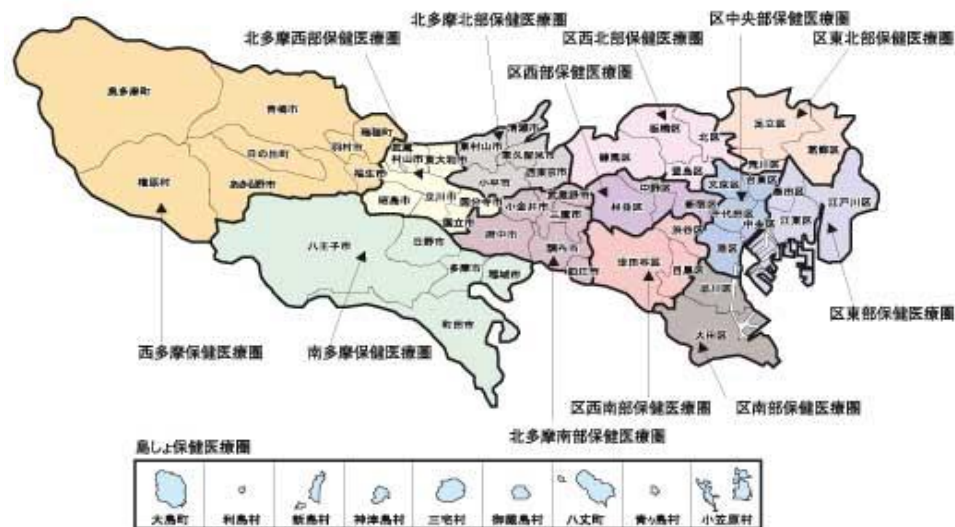 北多摩北部保健医療圏
区中央部保健医療圏
北多摩西部保健医療圏
区西北部保健医療圏
区東北部保健医療圏
区西部保健医療圏
奥多摩町
青梅市
瑞穂町
羽村市
日の出町
檜原村
あきる野市
福生市
武蔵
村山市
東大和市
昭島市
立川市
国分寺市
国立市
清瀬市
東村山市
東久留米市
小平市
西東京市
武蔵野市
小金井市
三鷹市
府中市
調布市
狛江市
八王子市
日野市
多摩市
稲城市
町田市
板橋区
北区
練馬区
豊島区
中野区
杉並区
新宿区
足立区
葛飾区
荒川区
文京区
台東区
千代田区
中央区
港区
墨田区
江東区
江戸川区
渋谷区
世田谷区
目黒区
品川区
大田区
区東部保健医療圏
西多摩保健医療圏
南多摩保健医療圏
区西南部保健医療圏
区南部保健医療圏
北多摩南部保健医療圏
島しょ保健医療圏
大島町
利島村
新島村
神津島村
三宅村
御蔵島村
八丈町
青ヶ島村
小笠原村